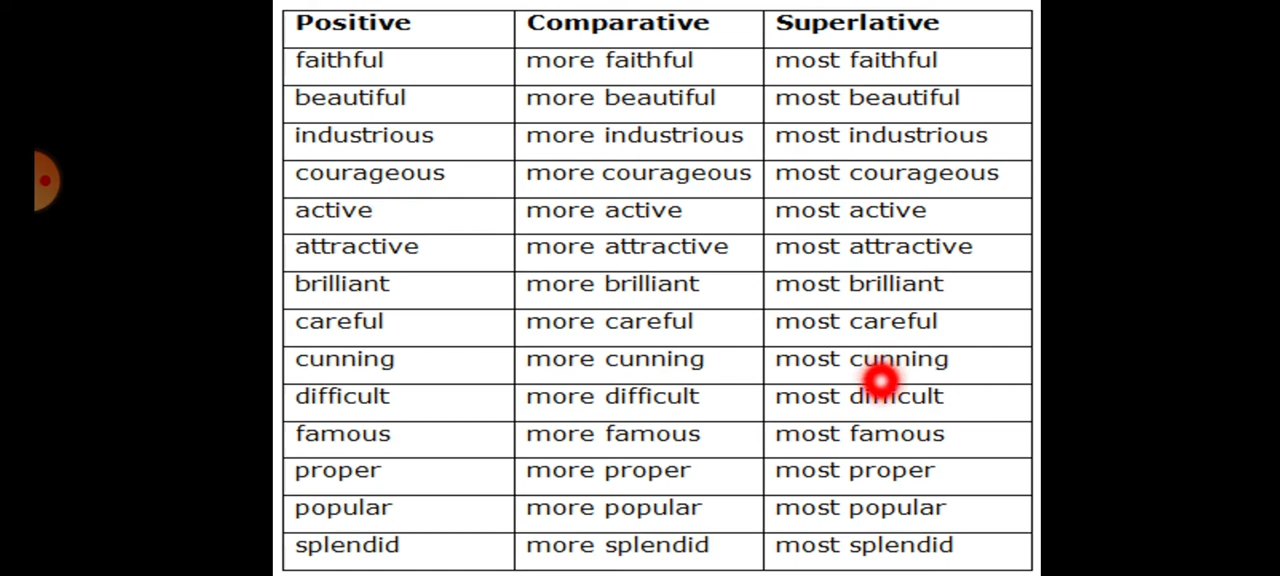 Positive Comparative Superlative
faithful more faithful most faithful
beautiful more beautiful most beautiful
industrious more industrious most industrious
courageous more courageous most courageous
active more active most active
attractive more attractive most attractive
brilliant more brilliant most brilliant
careful more careful most careful
cunning more cunning most cunning
difficult more difficult most difficult
famous more famous most famous
proper more proper most proper
popular more popular most popular
splendid more splendid most splendid